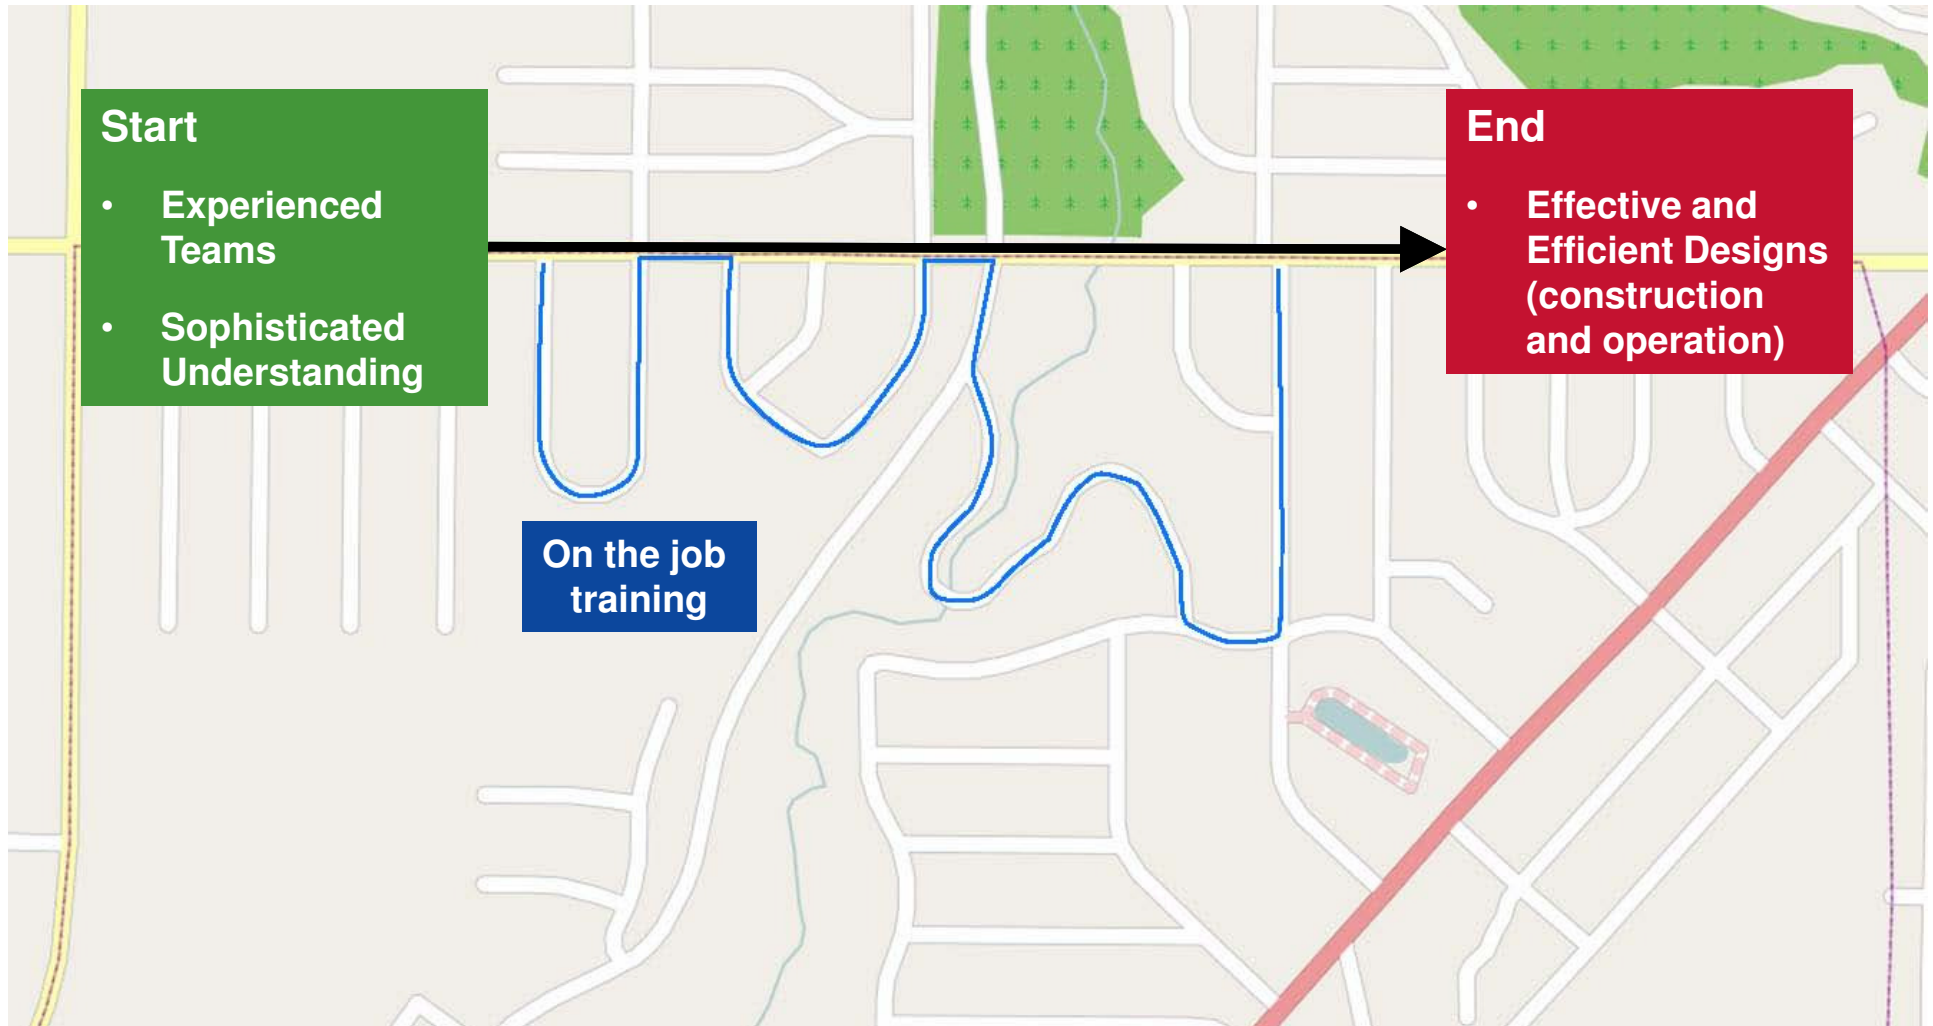 Start
• Experienced
Teams
• Sophisticated
Understanding
On the job
training
End
• Effective and
Efficient Designs
(construction
and operation)